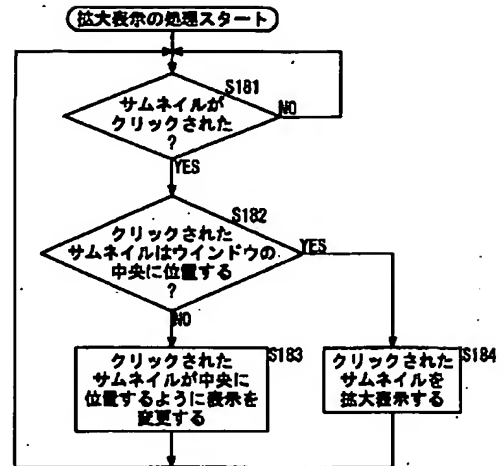 拡大表示の処理スタート
S181
サムネイルが
クリックされた
?
NO
YES
S182
クリックされた
サムネイルはウインドウの
中央に位置する
?
YES
NO
S183
クリックされた
サムネイルが中央に
位置するように表示を
変更する
S184
クリックされた
サムネイルを
拡大表示する